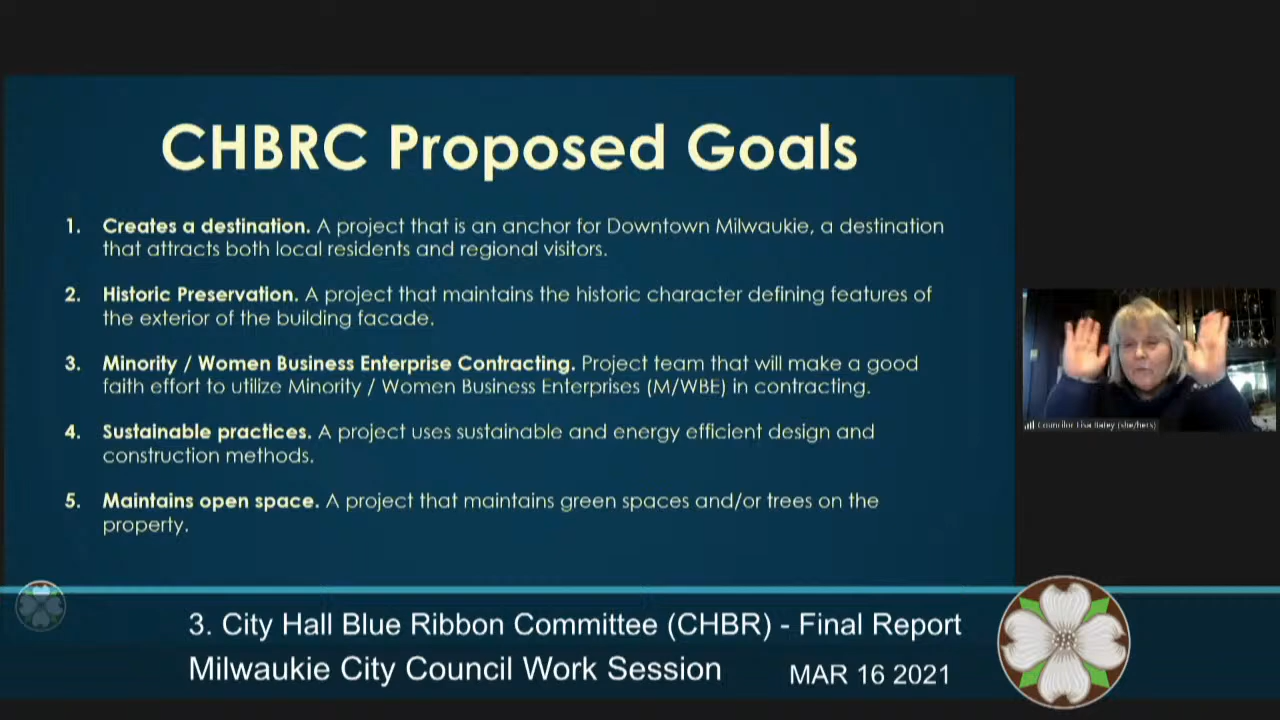 CHBRC Proposed Goals
1. Creates a destination. A project that is an anchor for Downtown Milwaukie, a destination
that attracts both local residents and regional visitors.
2. Historic Preservation. A project that maintains the historic character defining features of
the exterior of the building facade.
3. Minority / Women Business Enterprise Contracting. Project team that will make a good
faith effort to utilize Minority / Women Business Enterprises (M/WBE) in contracting.
4. Sustainable practices. A project uses sustainable and energy efficient design and
construction methods.
5. Maintains open space. A project that maintains green spaces and/or trees on the
property.
Councilor Lisa Batey (she/hers)
3. City Hall Blue Ribbon Committee (CHBR) - Final Report
Milwaukie City Council Work Session MAR 16 2021